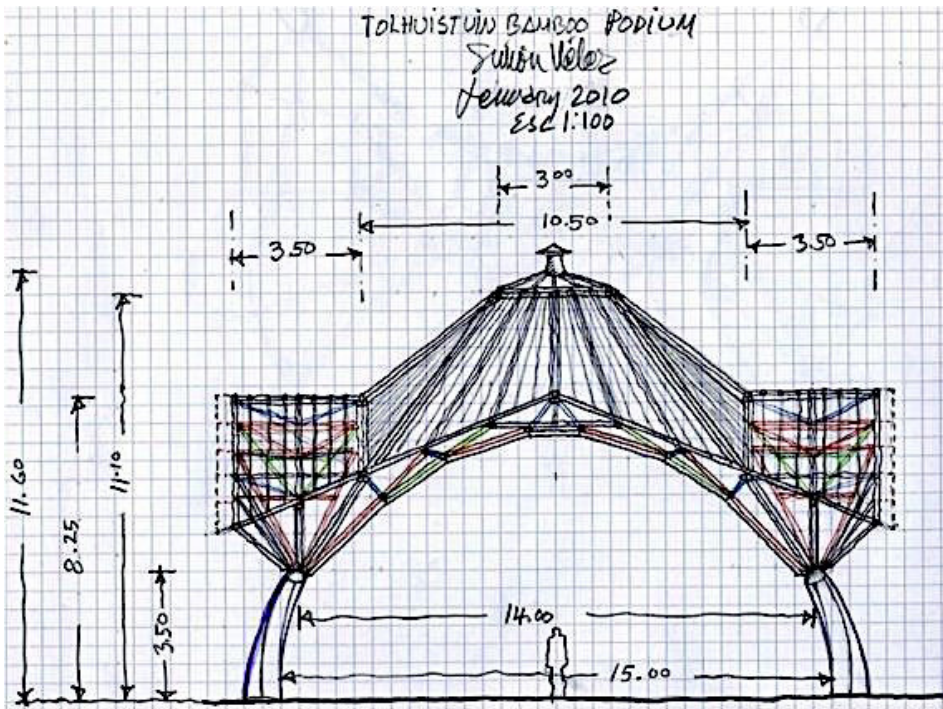 TOLHUISTUIN BAMBOO PODIUM
Simón Vélez
January 2010
ESC 1:100
3.00
10.50
3.50
3.50
11.60
11.10
8.25
3.50
14.00
15.00